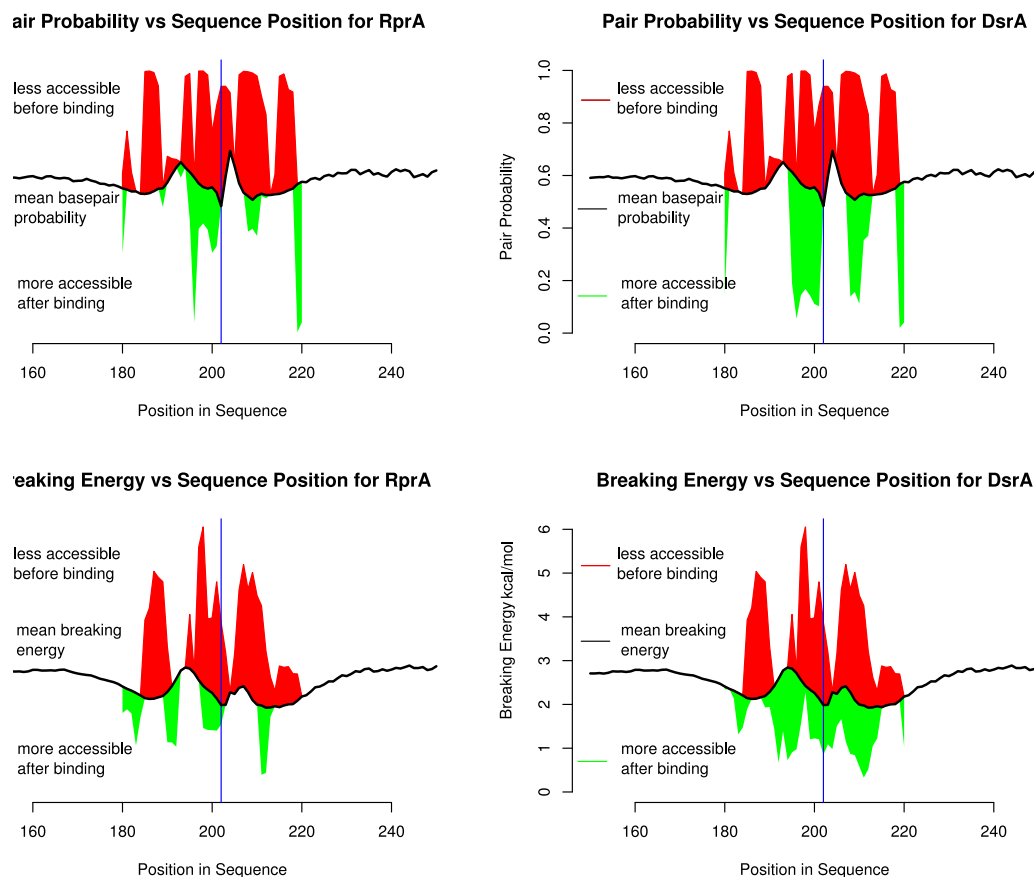 air Probability vs Sequence Position for RprA
less accessible
before binding
mean basepair
probability
more accessible
after binding
160 180 200 220 240
Position in Sequence
Pair Probability vs Sequence Position for DsrA
Pair Probability
0.0 0.2 0.4 0.6 0.8 1.0
less accessible
before binding
mean basepair
probability
more accessible
after binding
160 180 200 220 240
Position in Sequence
reaking Energy vs Sequence Position for RprA
less accessible
before binding
mean breaking
energy
more accessible
after binding
160 180 200 220 240
Position in Sequence
Breaking Energy vs Sequence Position for DsrA
Breaking Energy kcal/mol
0 1 2 3 4 5 6
less accessible
before binding
mean breaking
energy
more accessible
after binding
160 180 200 220 240
Position in Sequence